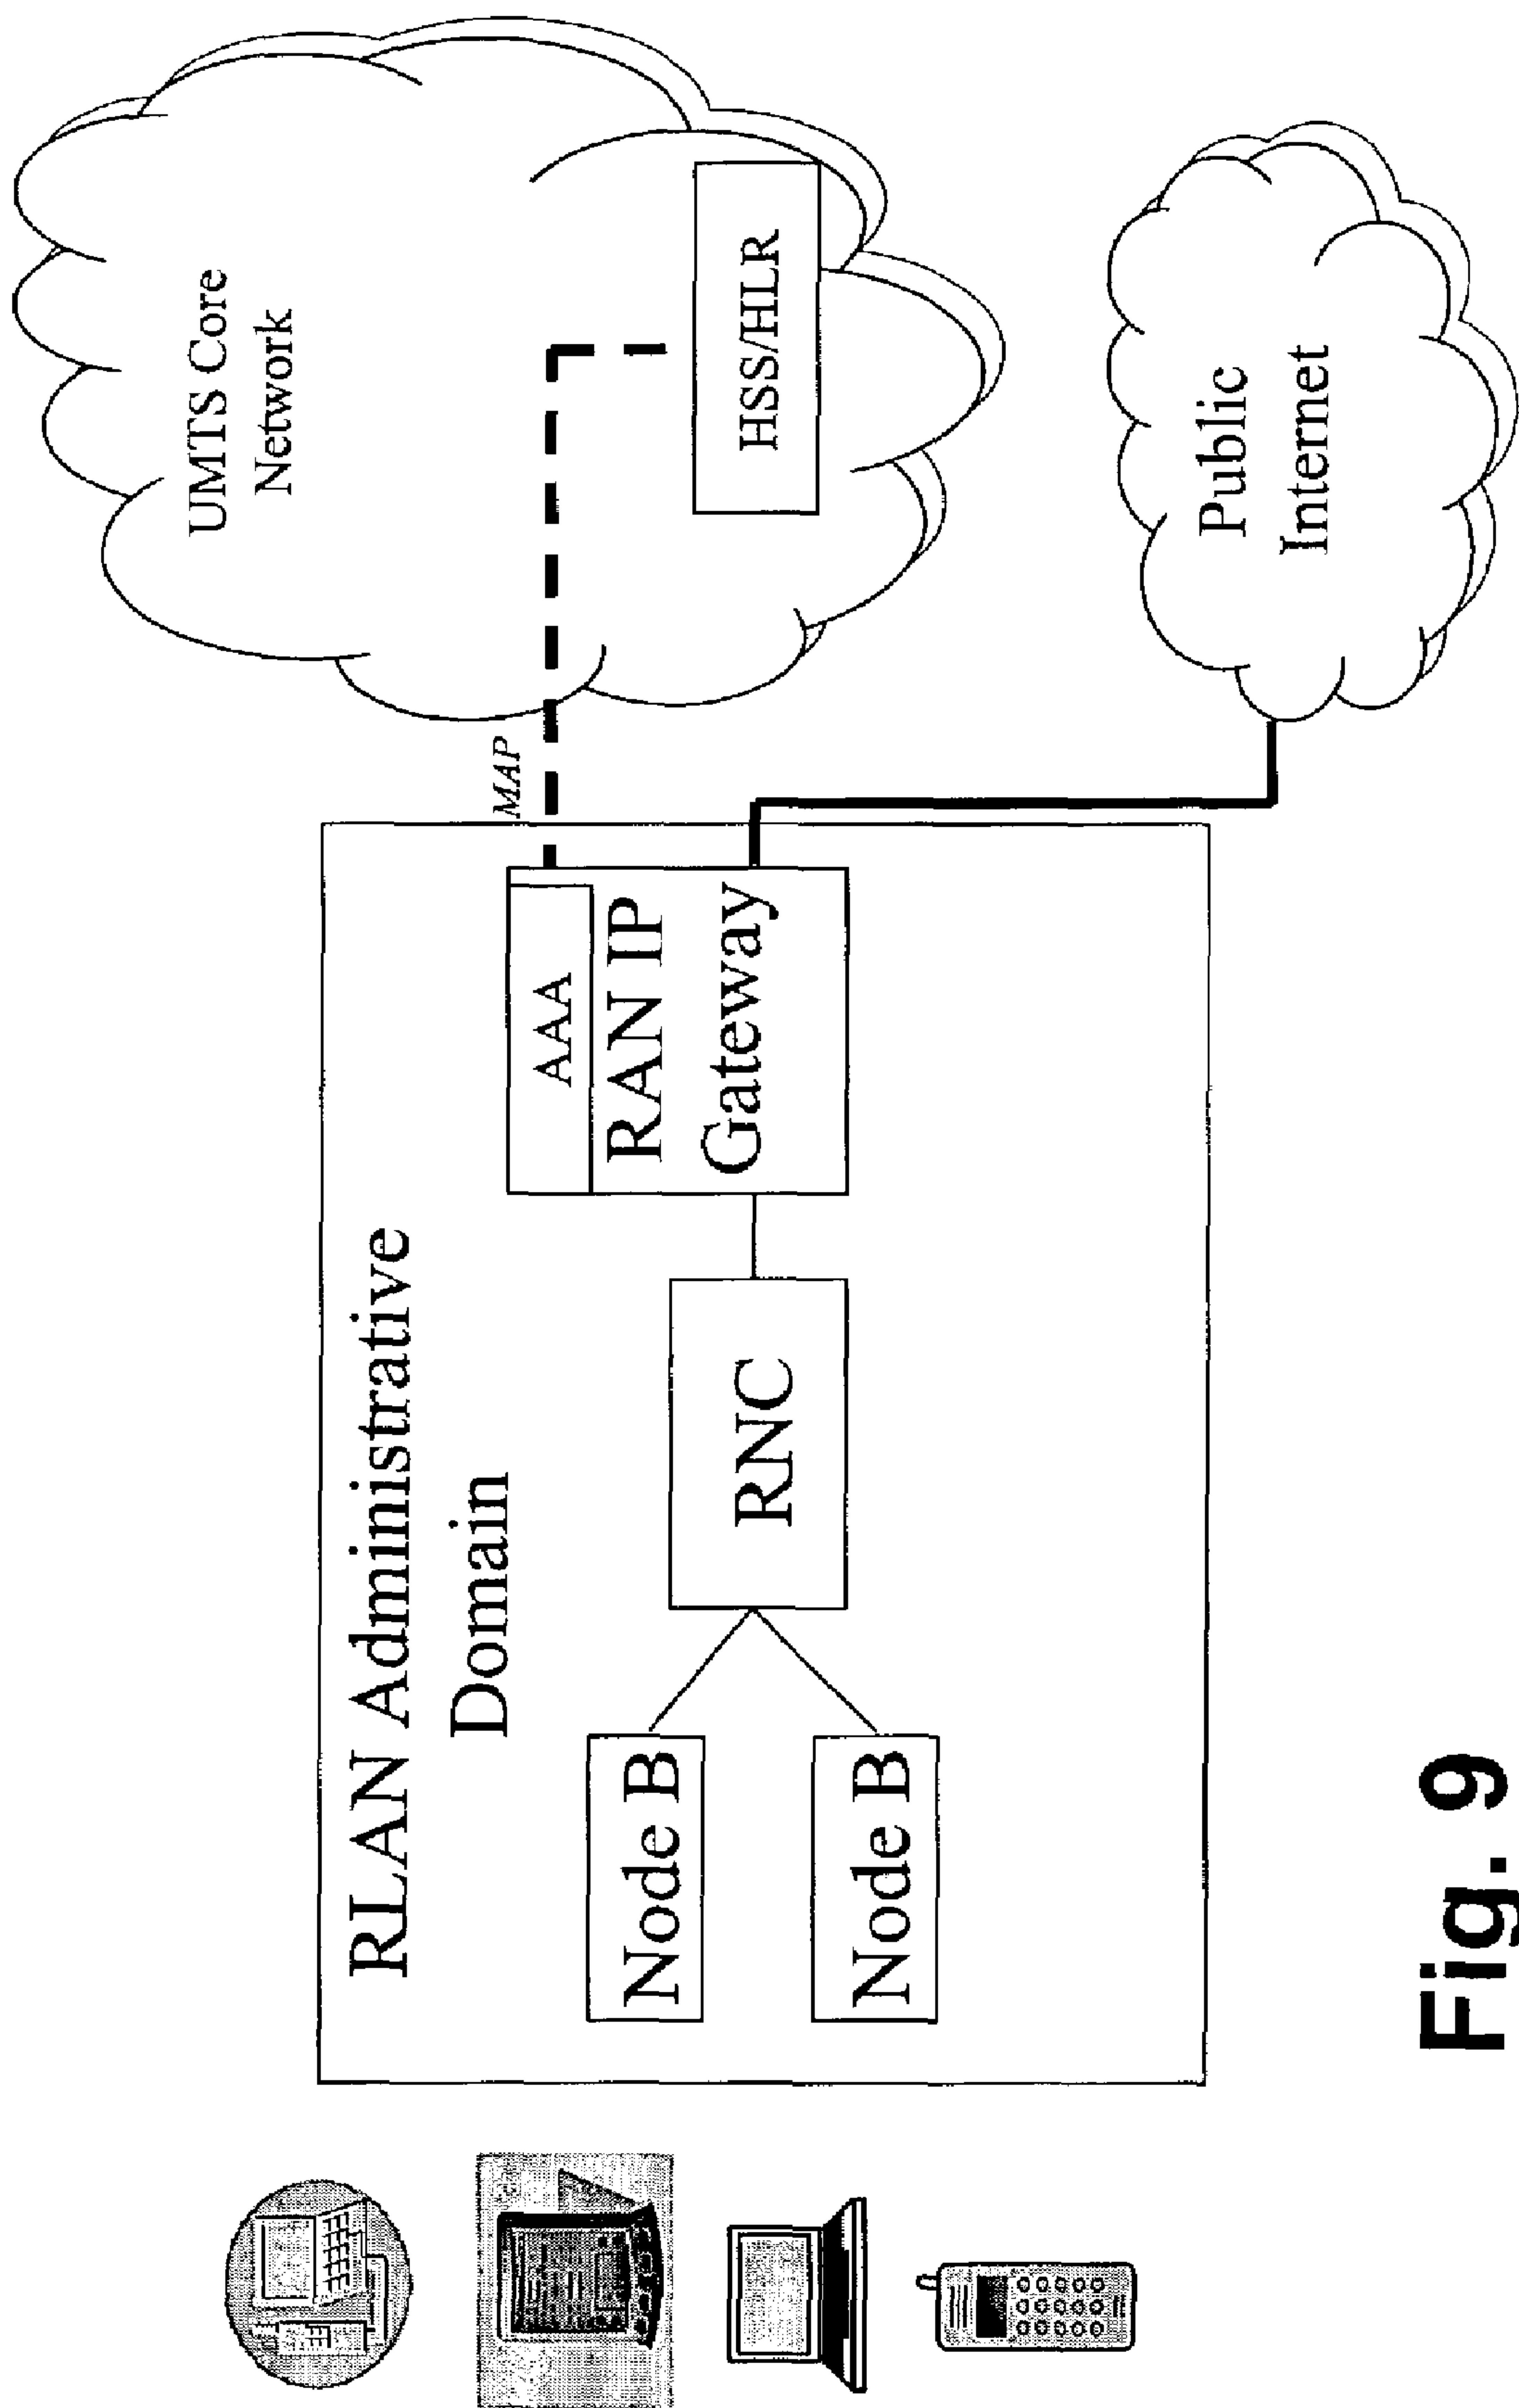 RLAN Administrative
Domain
Node B
Node B
RNC
AAA
RAN IP
Gateway
MAP
UMTS Core
Network
HSS/HLR
Public
Internet
Fig. 9